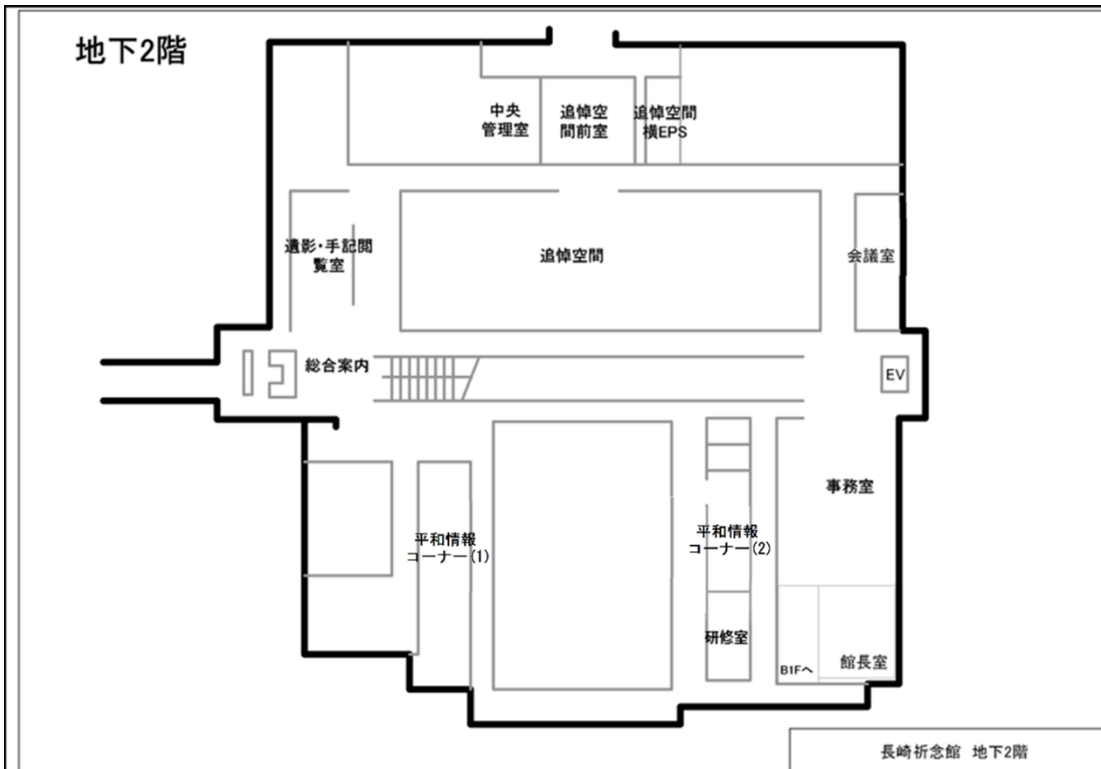 地下2階
中央
管理室
追悼空
間前室
追悼空間
横EPS
遺影・手記閲
覧室
追悼空間
会議室
総合案内
EV
事務室
平和情報
コーナー(1)
平和情報
コーナー(2)
研修室
B1Fへ
館長室
長崎祈念館 地下2階